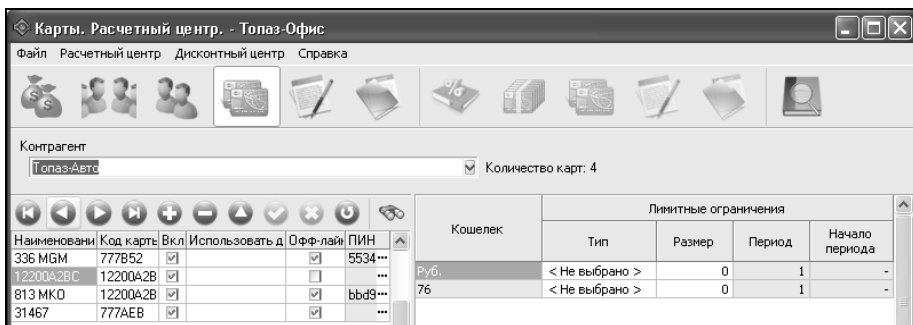 Карты. Расчетный центр. - Топаз-Офис
Файл Расчетный центр Дисконтный центр Справка
Контрагент
Топаз-Авто
Количество карт: 4
Наименовани Код карть Вкл Использовать д Офф-лайн ПИН
336 MGM 777B52 5534
12200A2BC 12200A2B
813 MKO 12200A2B bbd9
31467 777AEB
Кошелек Лимитные ограничения
Тип Размер Период Начало периода
Руб. < Не выбрано > 0 1 -
76 < Не выбрано > 0 1 -